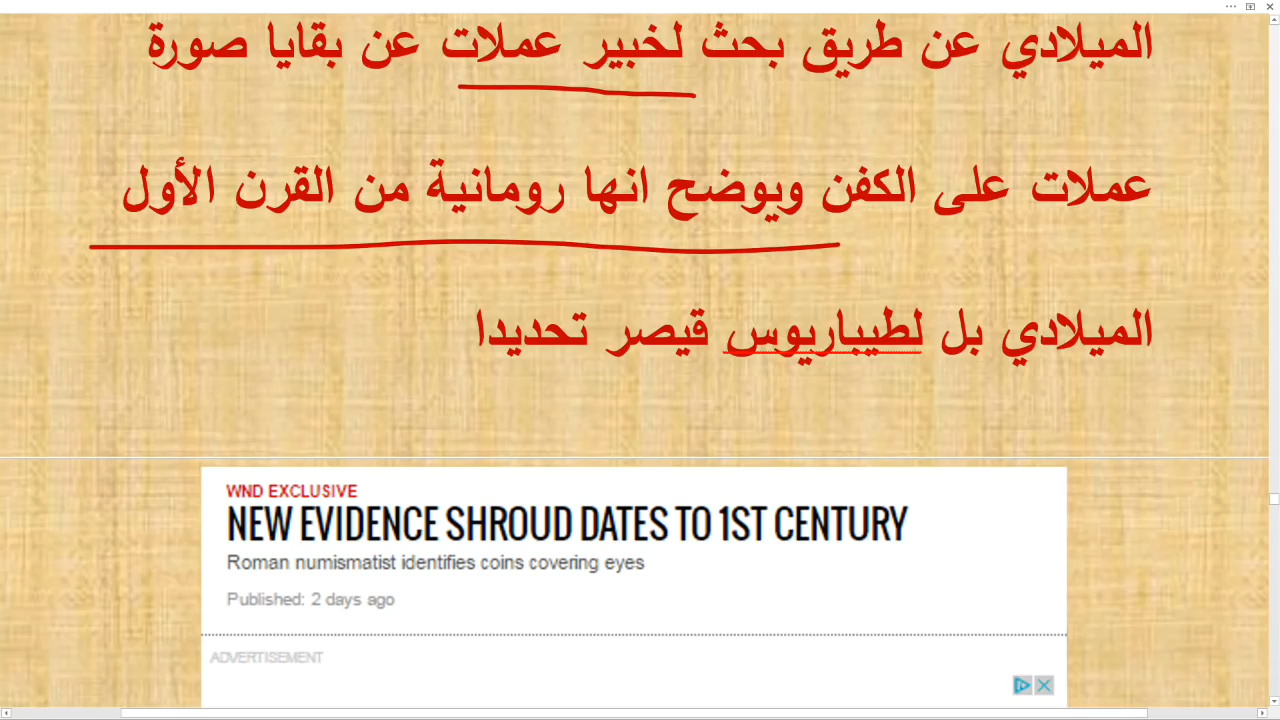 الميلادي عن طريق بحث لخبير عملات عن بقايا صورة
عملات على الكفن ويوضح انها رومانية من القرن الأول
الميلادي بل لطيباريوس قيصر تحديدا
WND EXCLUSIVE
NEW EVIDENCE SHROUD DATES TO 1ST CENTURY
Roman numismatist identifies coins covering eyes
Published: 2 days ago
ADVERTISEMENT